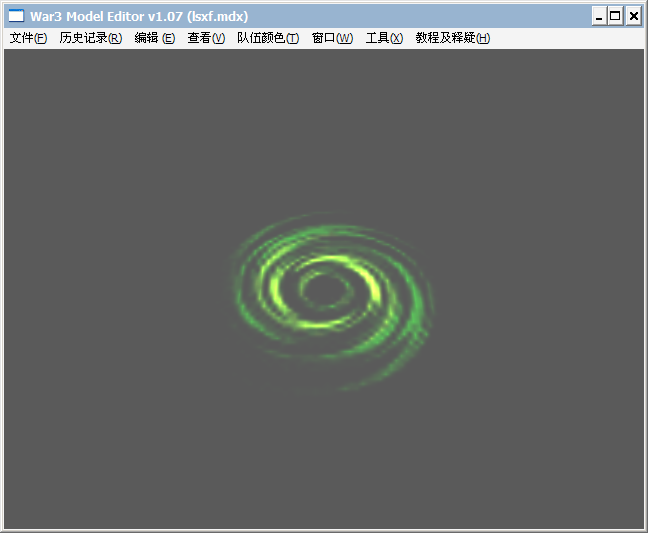 War3 Model Editor v1.07 (lsxf.mdx)
文件(F) 历史记录(R) 编辑 (E) 查看(V) 队伍颜色(T) 窗口(W) 工具(X) 教程及释疑(H)